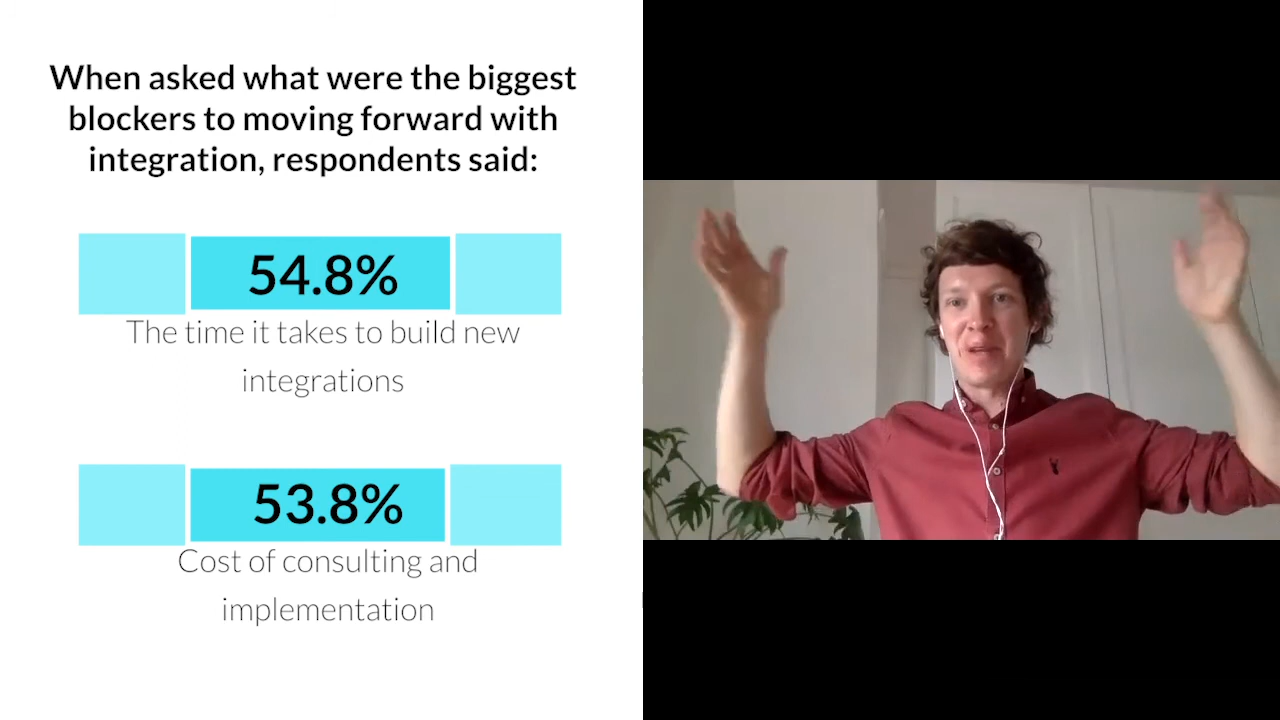 When asked what were the biggest
blockers to moving forward with
integration, respondents said:
54.8%
The time it takes to build new
integrations
53.8%
Cost of consulting and
implementation